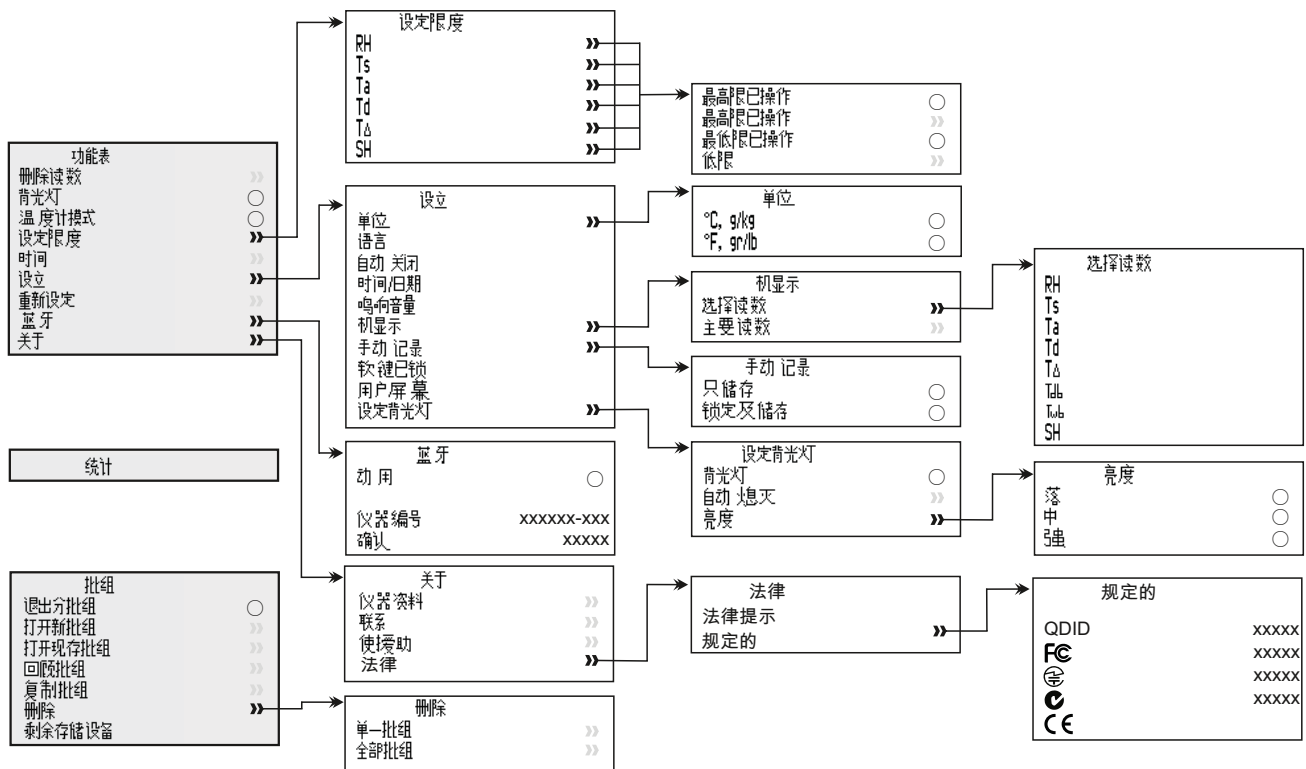 功能表
删除读数
背光灯
温度计模式
设定限度
时间
设立
重新设定
蓝牙
关于
统计
批组
退出分批组
打开新批组
打开现存批组
回顾批组
复制批组
删除
剩余存储设备
设定限度
RH
Ts
Ta
Td
T△
SH
设立
单位
语言
自动 关闭
时间/日期
鸣响音量
机显示
手动 记录
软键已锁
用户屏幕
设定背光灯
蓝牙
动用
仪器编号 xxxxxx-xxx
确认 xxxxx
关于
仪器资料
联系
使援助
法律
删除
单一批组
全部批组
最高限已操作
最高限已操作
最低限已操作
低限
单位
°C, g/kg
°F, gr/lb
机显示
选择读数
主要读数
手动 记录
只储存
锁定及储存
设定背光灯
背光灯
自动 熄灭
亮度
法律
法律提示
规定的
选择读数
RH
Ts
Ta
Td
T△
Tdb
Twb
SH
亮度
落
中
强
规定的
QDID xxxxx
FC xxxxx
xxxxx
xxxxx
CE